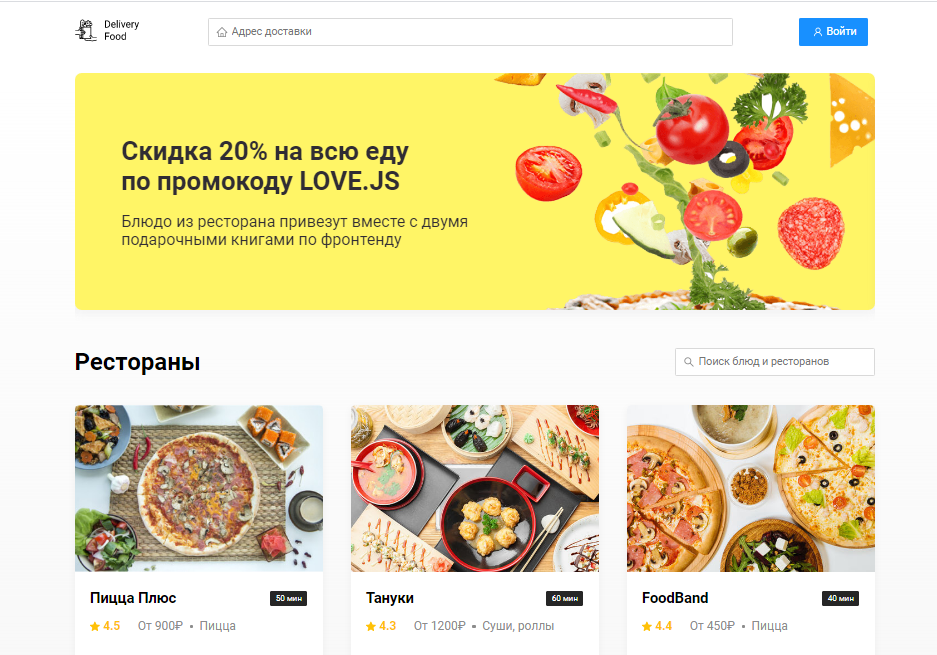 Delivery
Food
Адрес доставки
Войти
Скидка 20% на всю еду
по промокоду LOVE.JS
Блюдо из ресторана привезут вместе с двумя
подарочными книгами по фронтенду
Рестораны
Поиск блюд и ресторанов
Пицца Плюс
50 мин
4.5 От 900₽ • Пицца
Тануки
60 мин
4.3 От 1200₽ • Суши, роллы
FoodBand
40 мин
4.4 От 450₽ • Пицца